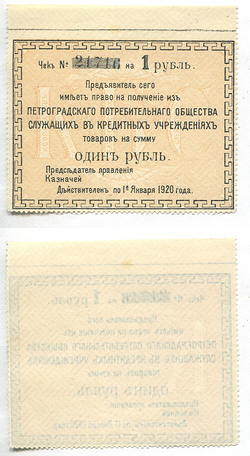 Чекъ № 21716 на 1 рубль.
Предъявитель сего
имѣетъ право на полученіе изъ
ПЕТРОГРАДСКАГО ПОТРЕБИТЕЛЬНАГО ОБЩЕСТВА
СЛУЖАЩИХЪ ВЪ КРЕДИТНЫХЪ УЧРЕЖДЕНІЯХЪ
товаровъ на сумму
ОДИНЪ РУБЛЬ.
Предсѣдатель правленія
Казначей
Дѣйствителенъ по 1е Января 1920 года.